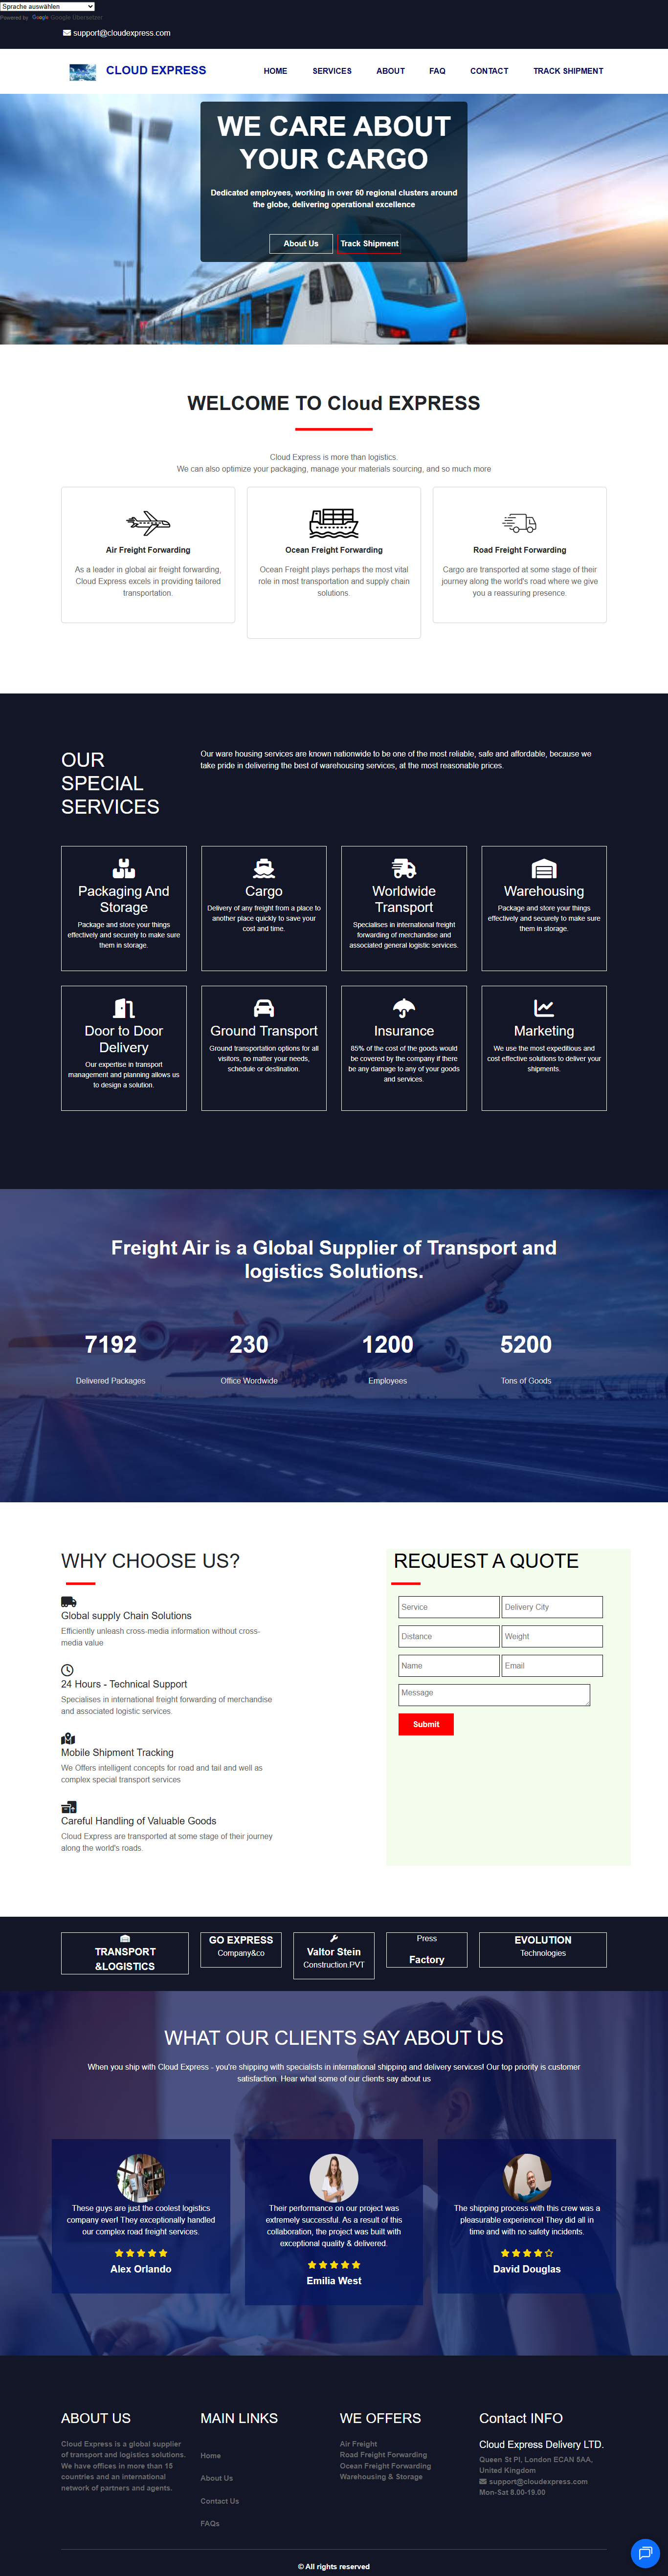 Sprache auswählen
Powered by Google Google Übersetzer
support@cloudexpress.com
CLOUD EXPRESS
HOME
SERVICES
ABOUT
FAQ
CONTACT
TRACK SHIPMENT
WE CARE ABOUT
YOUR CARGO
Dedicated employees, working in over 60 regional clusters around
the globe, delivering operational excellence
About Us
Track Shipment
WELCOME TO Cloud EXPRESS
Cloud Express is more than logistics.
We can also optimize your packaging, manage your materials sourcing, and so much more
Air Freight Forwarding
As a leader in global air freight forwarding,
Cloud Express excels in providing tailored
transportation.
Ocean Freight Forwarding
Ocean Freight plays perhaps the most vital
role in most transportation and supply chain
solutions.
Road Freight Forwarding
Cargo are transported at some stage of their
journey along the world's road where we give
you a reassuring presence.
OUR
SPECIAL
SERVICES
Our ware housing services are known nationwide to be one of the most reliable, safe and affordable, because we
take pride in delivering the best of warehousing services, at the most reasonable prices.
Packaging And
Storage
Package and store your things
effectively and securely to make sure
them in storage.
Cargo
Delivery of any freight from a place to
another place quickly to save your
cost and time.
Worldwide
Transport
Specialises in international freight
forwarding of merchandise and
associated general logistic services.
Warehousing
Package and store your things
effectively and securely to make sure
them in storage.
Door to Door
Delivery
Our expertise in transport
management and planning allows us
to design a solution.
Ground Transport
Ground transportation options for all
visitors, no matter your needs,
schedule or destination.
Insurance
85% of the cost of the goods would
be covered by the company if there
be any damage to any of your goods
and services.
Marketing
We use the most expeditious and
cost effective solutions to deliver your
shipments.
Freight Air is a Global Supplier of Transport and
logistics Solutions.
7192
Delivered Packages
230
Office Wordwide
1200
Employees
5200
Tons of Goods
WHY CHOOSE US?
Global supply Chain Solutions
Efficiently unleash cross-media information without cross-
media value
24 Hours - Technical Support
Specialises in international freight forwarding of merchandise
and associated logistic services.
Mobile Shipment Tracking
We Offers intelligent concepts for road and tail and well as
complex special transport services
Careful Handling of Valuable Goods
Cloud Express are transported at some stage of their journey
along the world's roads.
REQUEST A QUOTE
Service
Delivery City
Distance
Weight
Name
Email
Message
Submit
TRANSPORT
&LOGISTICS
GO EXPRESS
Company&co
Valtor Stein
Construction.PVT
Press
Factory
EVOLUTION
Technologies
WHAT OUR CLIENTS SAY ABOUT US
When you ship with Cloud Express - you're shipping with specialists in international shipping and delivery services! Our top priority is customer
satisfaction. Hear what some of our clients say about us
These guys are just the coolest logistics
company ever! They exceptionally handled
our complex road freight services.
Alex Orlando
Their performance on our project was
extremely successful. As a result of this
collaboration, the project was built with
exceptional quality & delivered.
Emilia West
The shipping process with this crew was a
pleasurable experience! They did all in
time and with no safety incidents.
David Douglas
ABOUT US
Cloud Express is a global supplier
of transport and logistics solutions.
We have offices in more than 15
countries and an international
network of partners and agents.
MAIN LINKS
Home
About Us
Contact Us
FAQs
WE OFFERS
Air Freight
Road Freight Forwarding
Ocean Freight Forwarding
Warehousing & Storage
Contact INFO
Cloud Express Delivery LTD.
Queen St Pl, London ECAN 5AA,
United Kingdom
support@cloudexpress.com
Mon-Sat 8.00-19.00
© All rights reserved